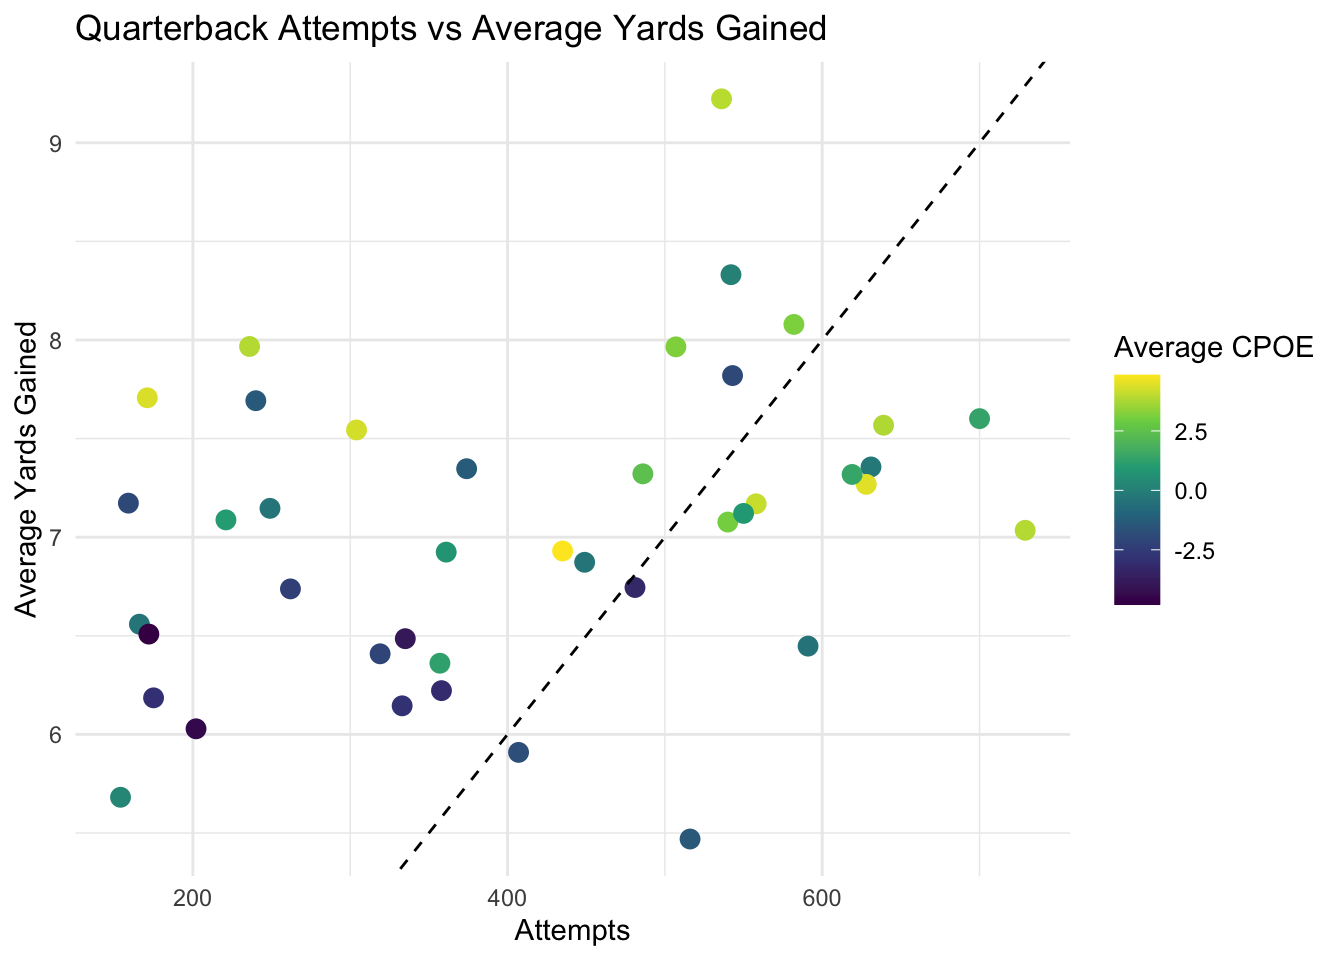 Quarterback Attempts vs Average Yards Gained
Average Yards Gained
9
8
7
6
200
400
600
Attempts
Average CPOE
2.5
0.0
-2.5